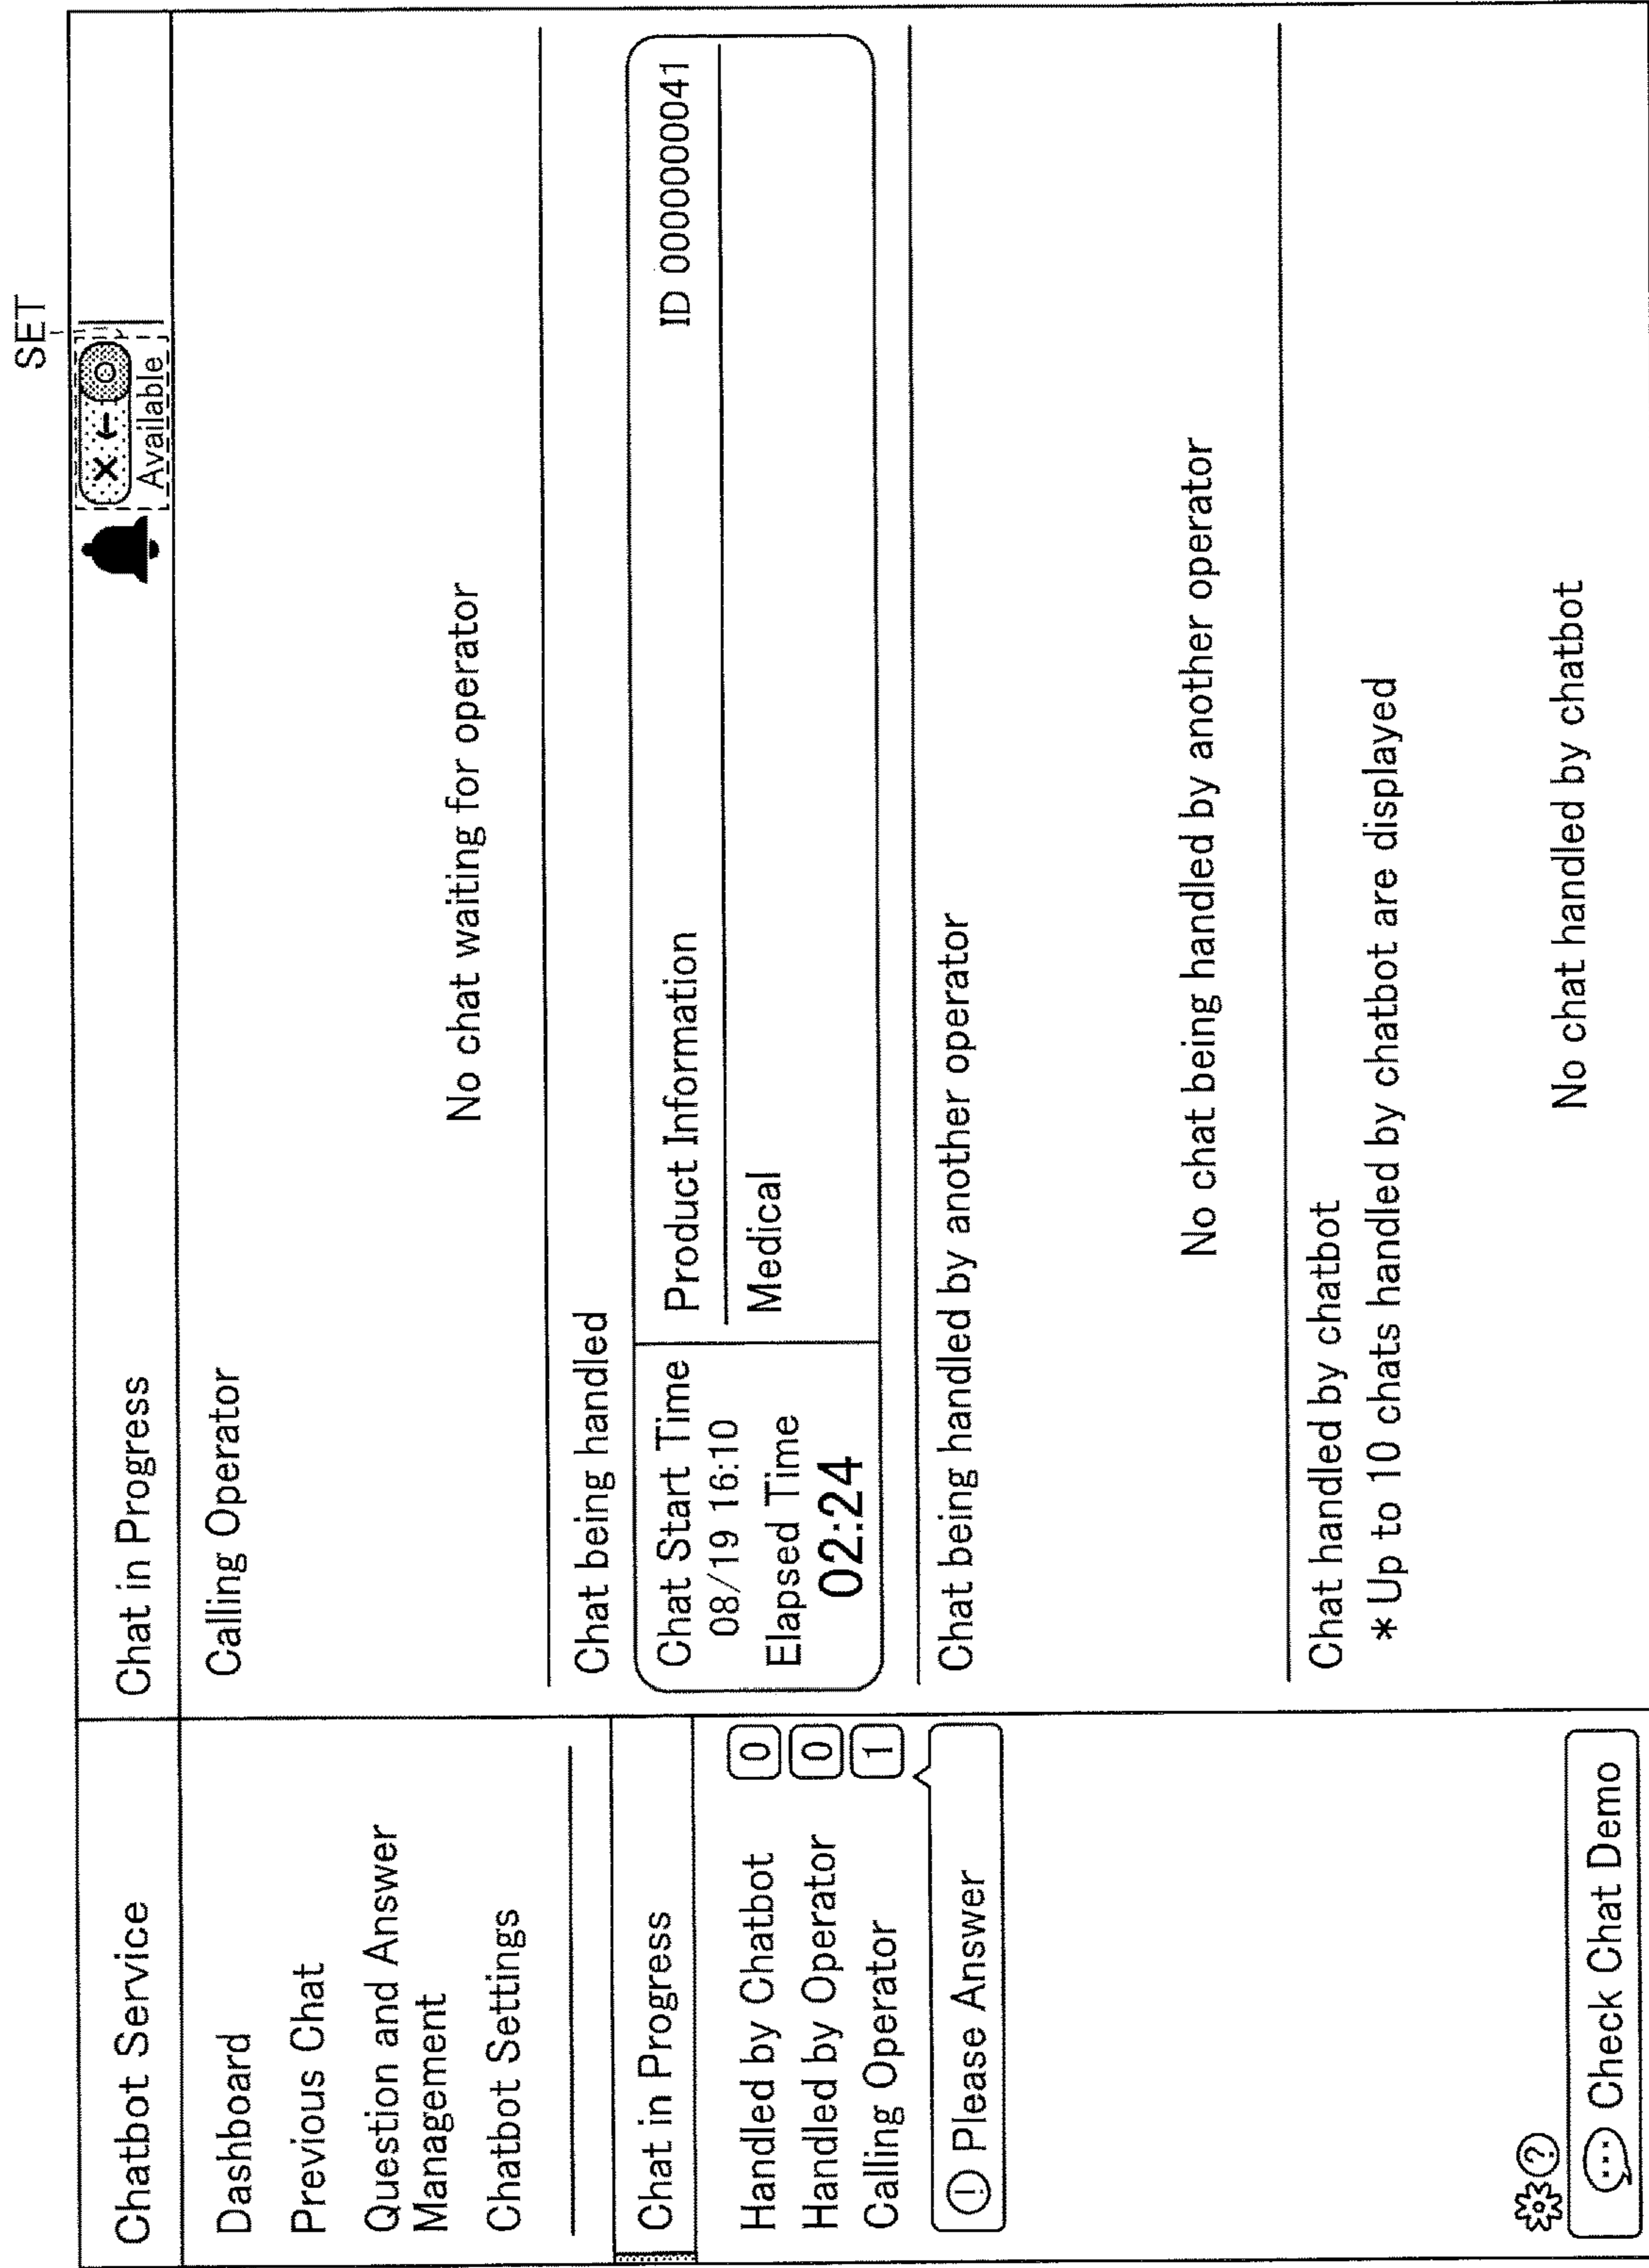 SET
Chatbot Service
Dashboard
Previous Chat
Question and Answer
Management
Chatbot Settings
Chat in Progress
Handled by Chatbot 0
Handled by Operator 0
Calling Operator 1
! Please Answer
?
Check Chat Demo
Chat in Progress
Available
Calling Operator
No chat waiting for operator
Chat being handled
Chat Start Time
08/19 16:10
Elapsed Time
02:24
Product Information ID 0000000041
Medical
Chat being handled by another operator
No chat being handled by another operator
Chat handled by chatbot
* Up to 10 chats handled by chatbot are displayed
No chat handled by chatbot